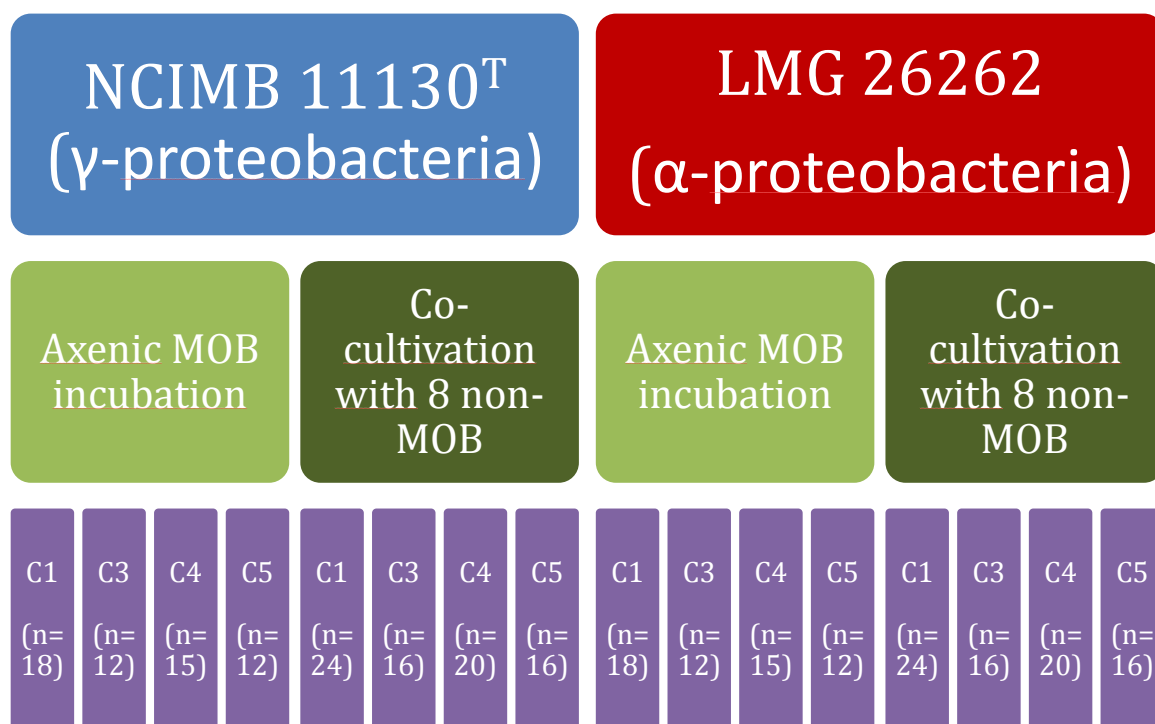 NCIMB 11130ᵀ
(γ-proteobacteria)
LMG 26262
(α-proteobacteria)
Axenic MOB
incubation
Co-
cultivation
with 8 non-
MOB
Axenic MOB
incubation
Co-
cultivation
with 8 non-
MOB
C1
(n=
18)
C3
(n=
12)
C4
(n=
15)
C5
(n=
12)
C1
(n=
24)
C3
(n=
16)
C4
(n=
20)
C5
(n=
16)
C1
(n=
18)
C3
(n=
12)
C4
(n=
15)
C5
(n=
12)
C1
(n=
24)
C3
(n=
16)
C4
(n=
20)
C5
(n=
16)